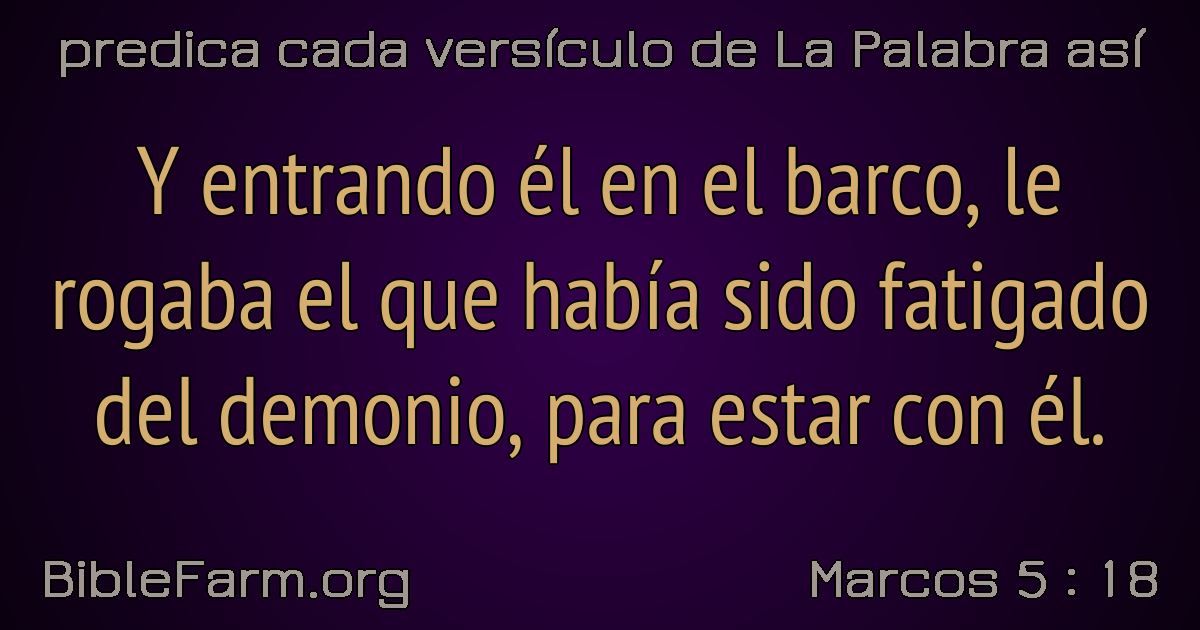 predica cada versículo de La Palabra así
Y entrando él en el barco, le
rogaba el que había sido fatigado
del demonio, para estar con él.
BibleFarm.org
Marcos 5 : 18